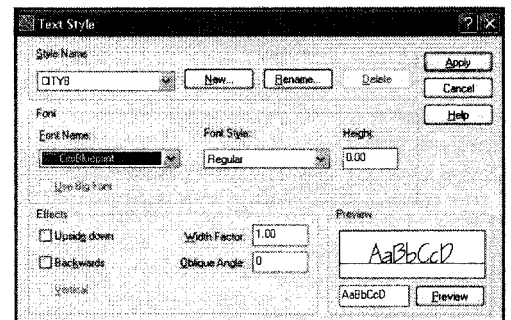 Text Style
Style Name
CITYB
New...
Rename...
Delete
Apply
Cancel
Font
Help
Font Name:
Font Style:
Height:
CityBlueprint
Regular
0.00
Use Big Font
Effects
Preview
Upside down
Width Factor:
1.00
AaBbCcD
Backwards
Oblique Angle:
0
Vertical
AaBbCcD
Preview